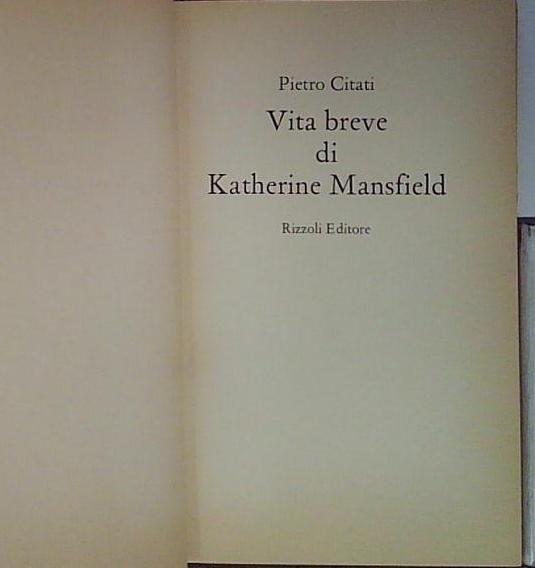 Pietro Citati
Vita breve
di
Katherine Mansfield
Rizzoli Editore